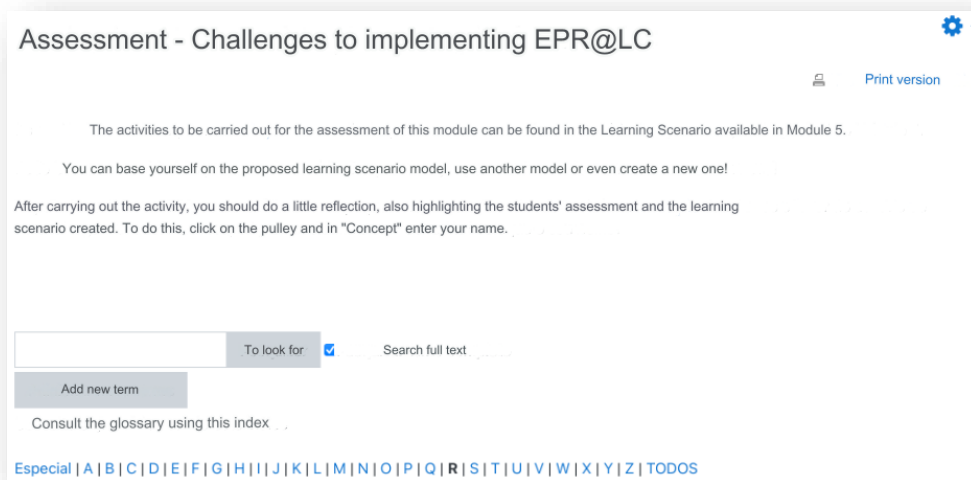 Assessment - Challenges to implementing EPR@LC
Print version
The activities to be carried out for the assessment of this module can be found in the Learning Scenario available in Module 5.
You can base yourself on the proposed learning scenario model, use another model or even create a new one!
After carrying out the activity, you should do a little reflection, also highlighting the students' assessment and the learning
scenario created. To do this, click on the pulley and in "Concept" enter your name.
To look for Search full text
Add new term
Consult the glossary using this index
Especial | A | B | C | D | E | F | G | H | I | J | K | L | M | N | O | P | Q | R | S | T | U | V | W | X | Y | Z | TODOS